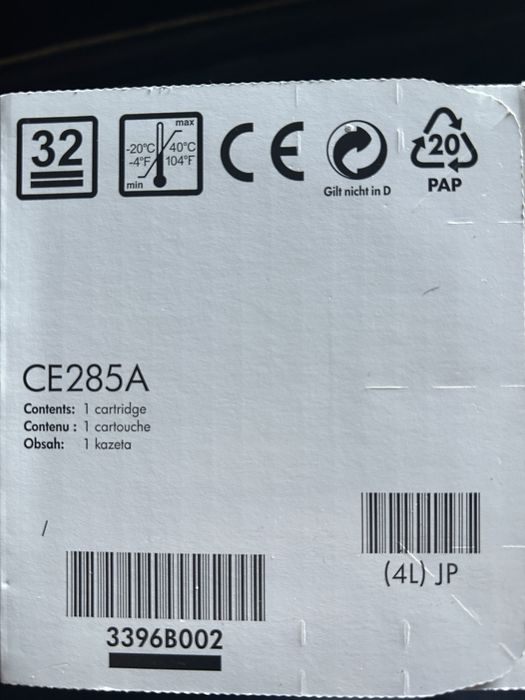 32
max
-20°C 40°C
-4°F 104°F
min
CE
Gilt nicht in D
20
PAP
CE285A
Contents: 1 cartridge
Contenu : 1 cartouche
Obsah: 1 kazeta
(4L) JP
3396B002